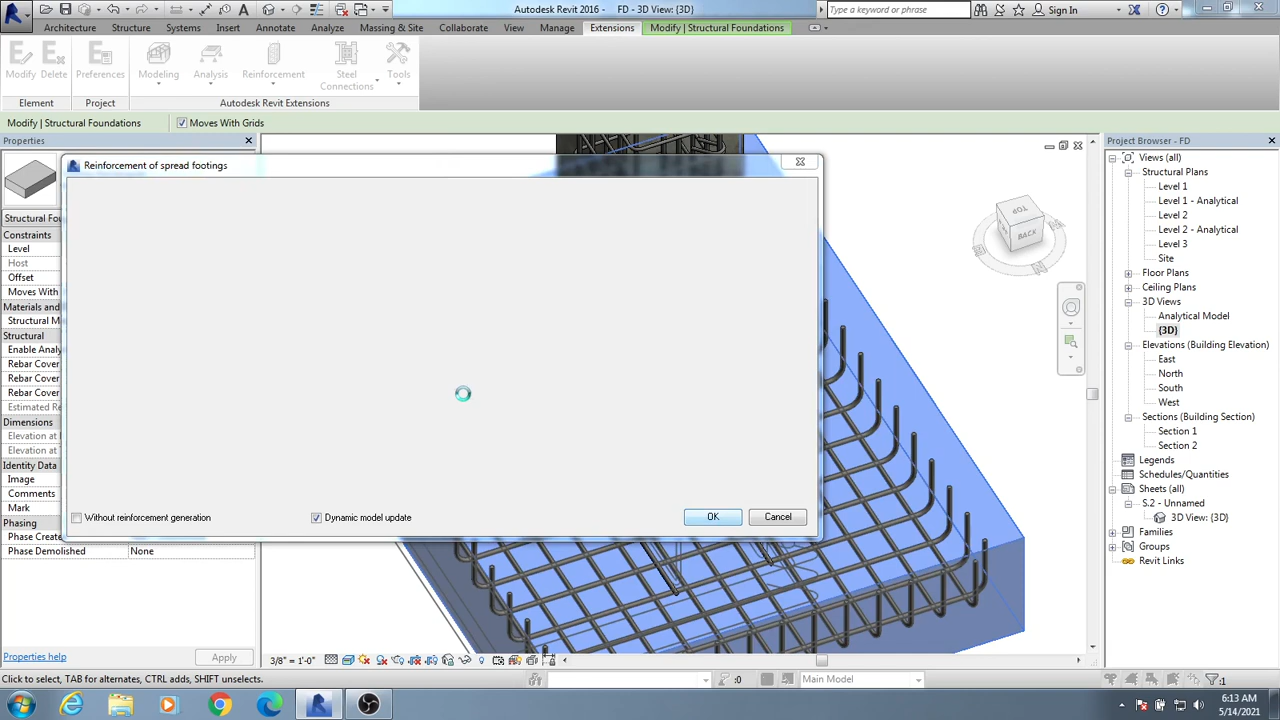 Autodesk Revit 2016 - FD - 3D View: {3D}
Type a keyword or phrase
Sign In
Architecture Structure Systems Insert Annotate Analyze Massing & Site Collaborate View Manage Extensions Modify | Structural Foundations
Modify Delete Preferences Modeling Analysis Reinforcement Steel Connections Tools
Element Project Autodesk Revit Extensions
Modify | Structural Foundations Moves With Grids
Properties
Project Browser - FD
Reinforcement of spread footings
Structural Fou
Constraints
Level
Host
Offset
Moves With
Materials and
Structural M
Structural
Enable Analy
Rebar Cover
Rebar Cover
Rebar Cover
Estimated Re
Dimensions
Elevation at
Elevation at
Identity Data
Image
Comments
Mark
Phasing
Phase Create
Phase Demolished None
Properties help Apply
Without reinforcement generation Dynamic model update OK Cancel
TOP
BACK
Views (all)
Structural Plans
Level 1
Level 1 - Analytical
Level 2
Level 2 - Analytical
Level 3
Site
Floor Plans
Ceiling Plans
3D Views
Analytical Model
{3D}
Elevations (Building Elevation)
East
North
South
West
Sections (Building Section)
Section 1
Section 2
Legends
Schedules/Quantities
Sheets (all)
S.2 - Unnamed
3D View: {3D}
Families
Groups
Revit Links
3/8" = 1'-0"
Click to select, TAB for alternates, CTRL adds, SHIFT unselects.
:0
Main Model
:1
6:13 AM
5/14/2021